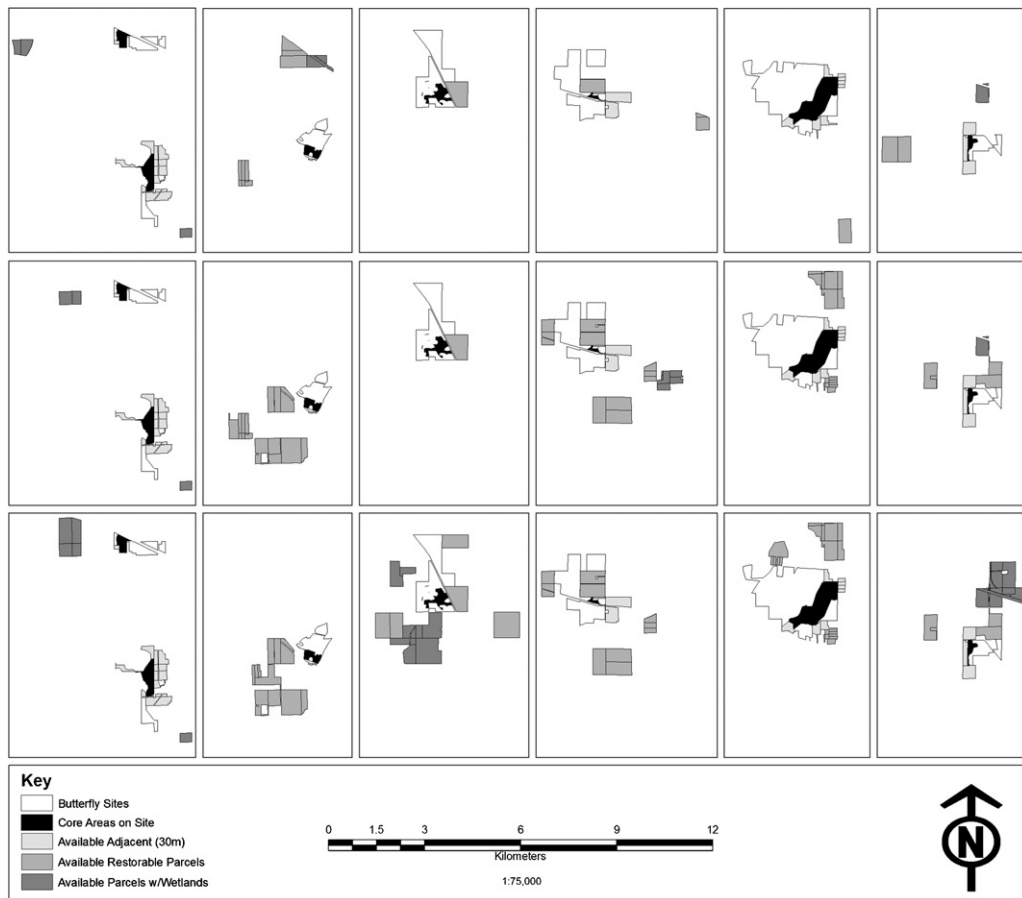 Key
Butterfly Sites
Core Areas on Site
Available Adjacent (30m)
Available Restorable Parcels
Available Parcels w/Wetlands
0 1.5 3 6 9 12
Kilometers
1:75,000
N